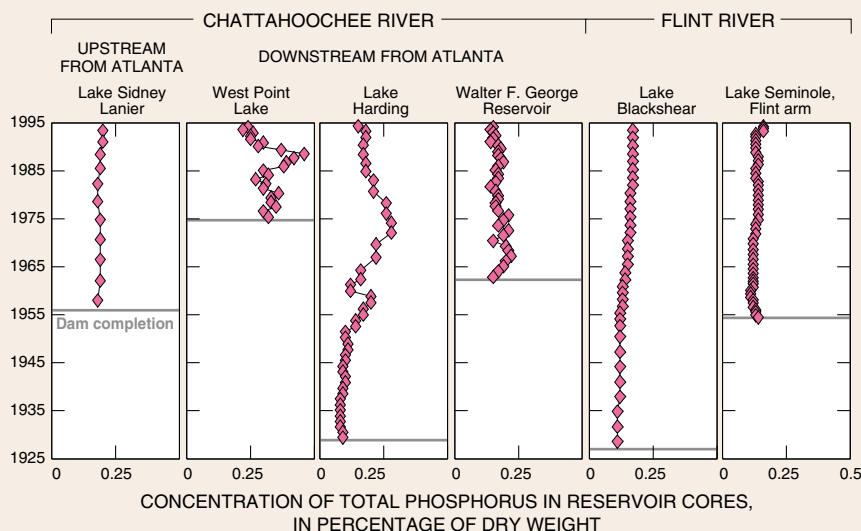 CHATTAHOOCHEE RIVER
FLINT RIVER
UPSTREAM
FROM ATLANTA
DOWNSTREAM FROM ATLANTA
Lake Sidney
Lanier
West Point
Lake
Lake
Harding
Walter F. George
Reservoir
Lake
Blackshear
Lake Seminole,
Flint arm
1995
1985
1975
1965
1955
1945
1935
1925
Dam completion
0 0.25 0 0.25 0 0.25 0 0.25 0 0.25 0 0.25 0.5
CONCENTRATION OF TOTAL PHOSPHORUS IN RESERVOIR CORES,
IN PERCENTAGE OF DRY WEIGHT